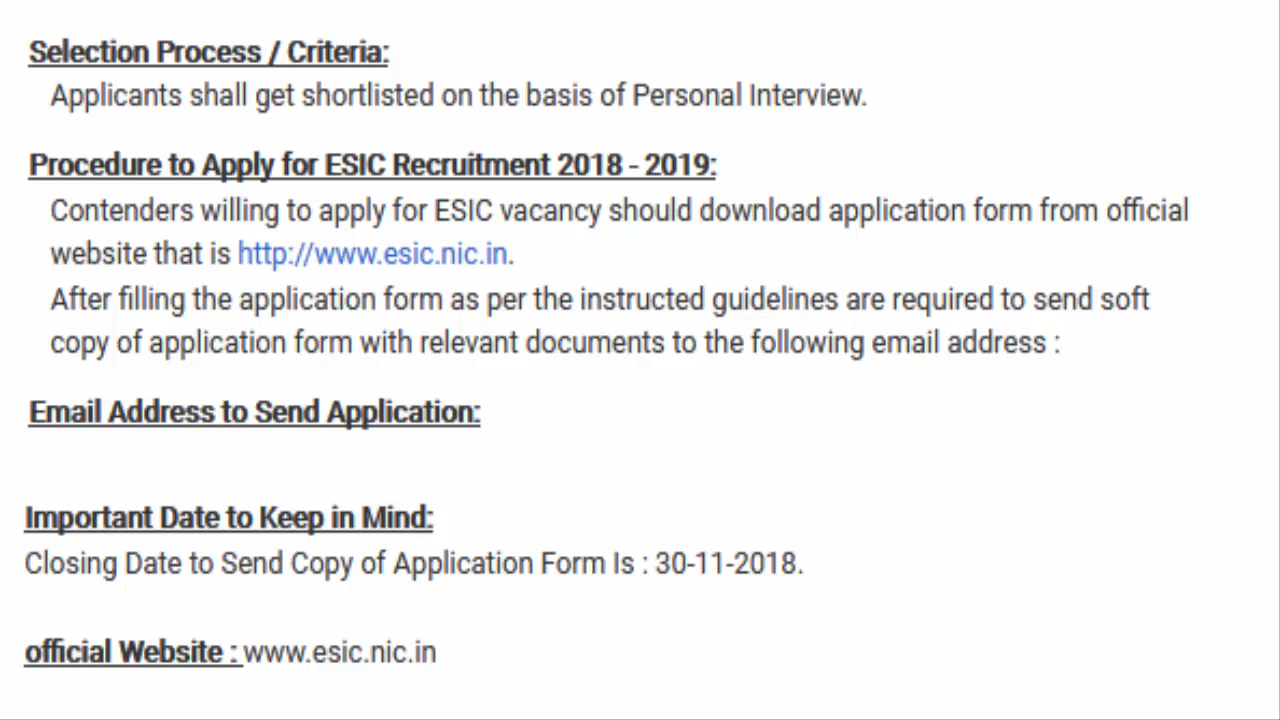 Selection Process / Criteria:
Applicants shall get shortlisted on the basis of Personal Interview.
Procedure to Apply for ESIC Recruitment 2018 - 2019:
Contenders willing to apply for ESIC vacancy should download application form from official
website that is http://www.esic.nic.in.
After filling the application form as per the instructed guidelines are required to send soft
copy of application form with relevant documents to the following email address :
Email Address to Send Application:
Important Date to Keep in Mind:
Closing Date to Send Copy of Application Form Is : 30-11-2018.
official Website : www.esic.nic.in